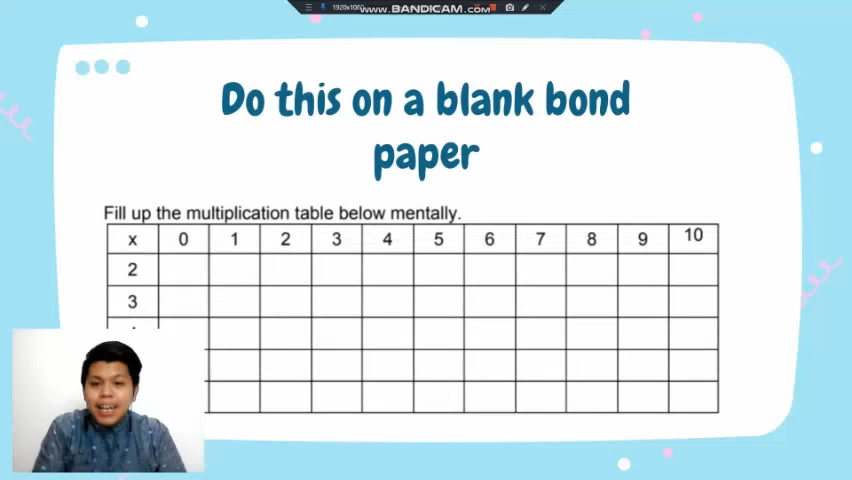 1920x1080
www.BANDICAM.com
Do this on a blank bond
paper
Fill up the multiplication table below mentally.
x 0 1 2 3 4 5 6 7 8 9 10
2
3